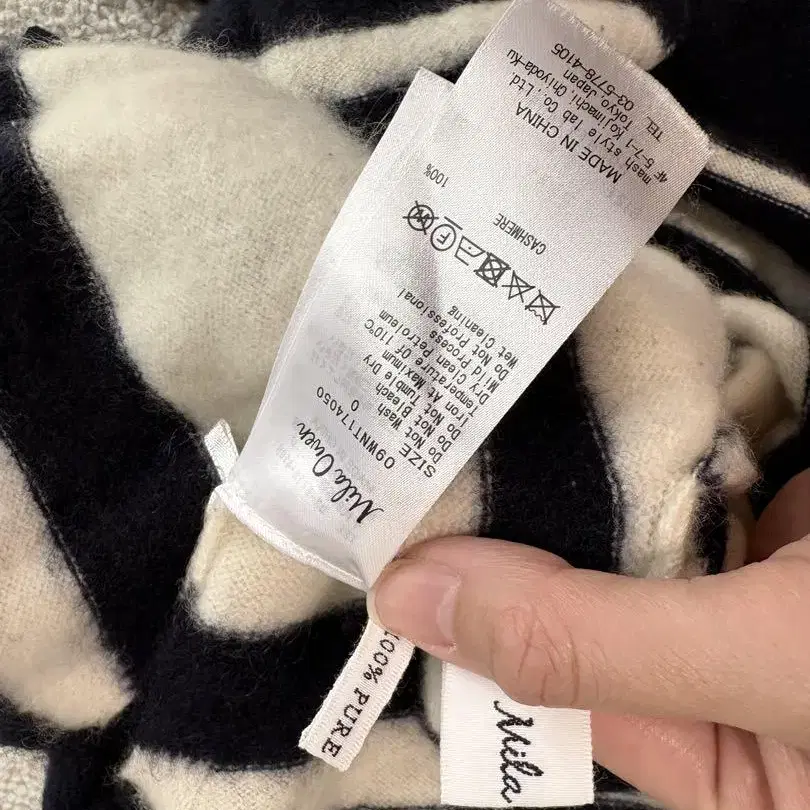 Mila Owen
09WNT174050
SIZE 0
Do Not Wash
Do Not Bleach
Do Not Tumble Dry
Iron At Maximum
Temperature Of 110°C
Dry Clean Petroleum
Mild Process
Do Not Professional
Wet Cleaning
CASHMERE 100%
MADE IN CHINA
mash style lab Co., Ltd
4F 5-7-1 Kojimachi Chiyoda-Ku
Tokyo Japan
TEL 03-5778-4105
100% PURE
Mila